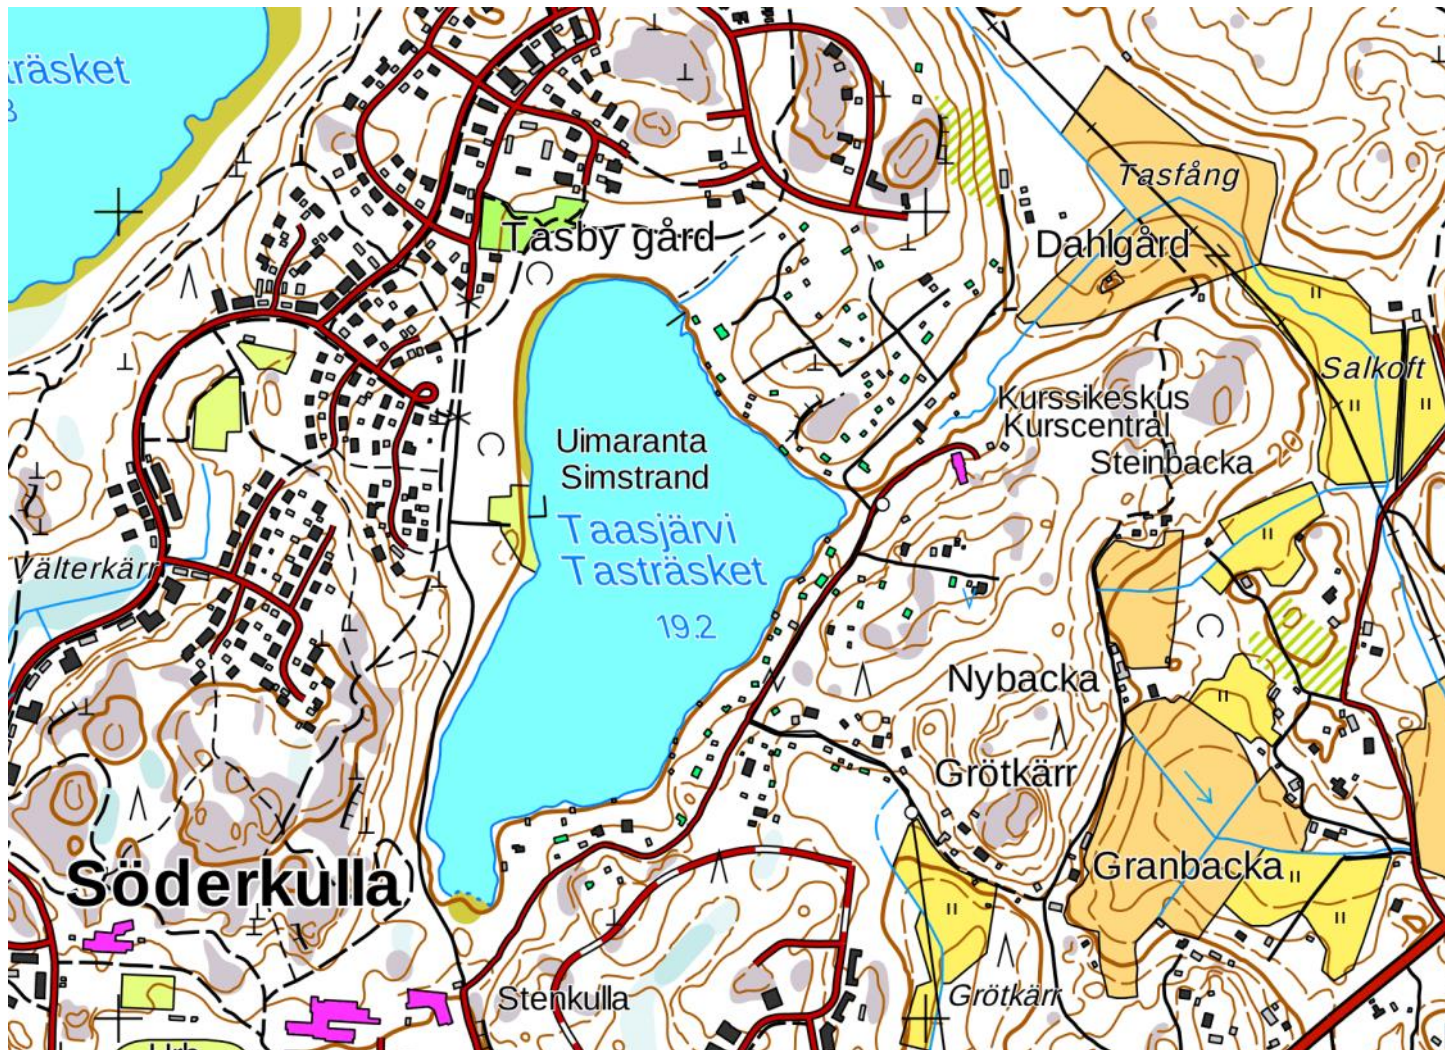 träsket
Tasby gård
Tasfång
Dahlgård
Salkoft
Kurssikeskus
Kurscentral
Steinbacka
20
Uimaranta
Simstrand
Taasjärvi
Tasträsket
19.2
Välterkärr
Nybacka
Grötkärr
Granbacka
Söderkulla
Stenkulla
Grötkärr